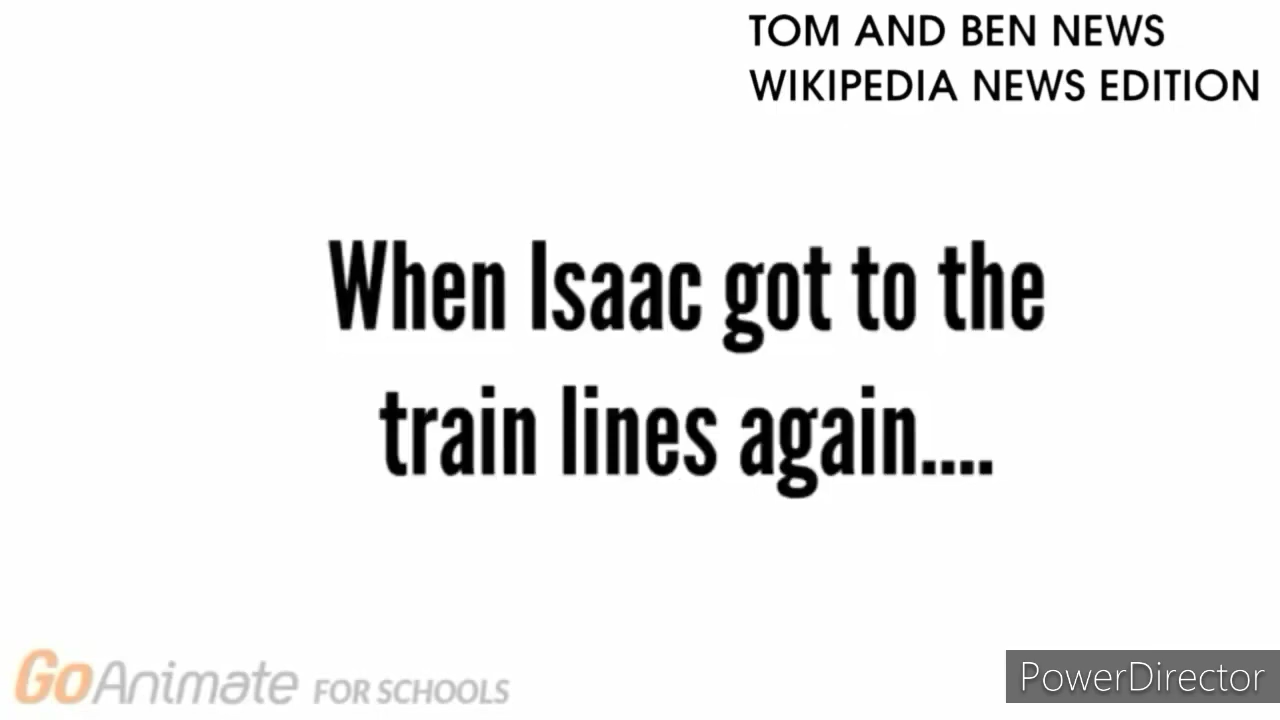 TOM AND BEN NEWS
WIKIPEDIA NEWS EDITION
When Isaac got to the
train lines again....
GoAnimate FOR SCHOOLS
PowerDirector